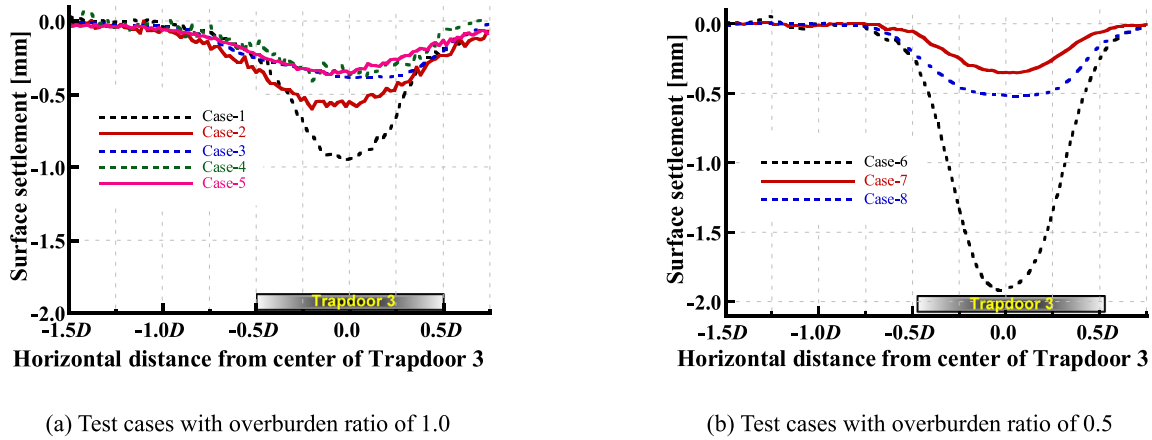 0.0
-0.5
-1.0
-1.5
-2.0
Surface settlement [mm]
Case-1
Case-2
Case-3
Case-4
Case-5
Trapdoor 3
-1.5D -1.0D -0.5D 0.0 0.5D
Horizontal distance from center of Trapdoor 3
(a) Test cases with overburden ratio of 1.0
0.0
-0.5
-1.0
-1.5
-2.0
Surface settlement [mm]
Case-6
Case-7
Case-8
Trapdoor 3
-1.5D -1.0D -0.5D 0.0 0.5D
Horizontal distance from center of Trapdoor 3
(b) Test cases with overburden ratio of 0.5